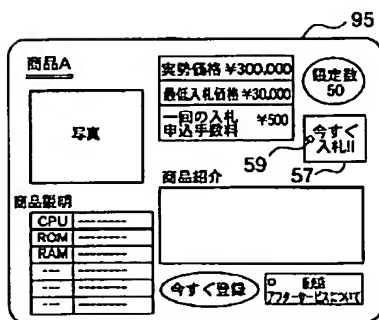 95
商品A
実勢価格 ¥300,000
最低入札価格 ¥30,000
一回の入札
申込手数料 ¥500
限定数
50
写真
今すぐ
入札!!
59
57
商品紹介
商品説明
CPU
ROM
RAM
今すぐ登録
配送
アフターサービスについて